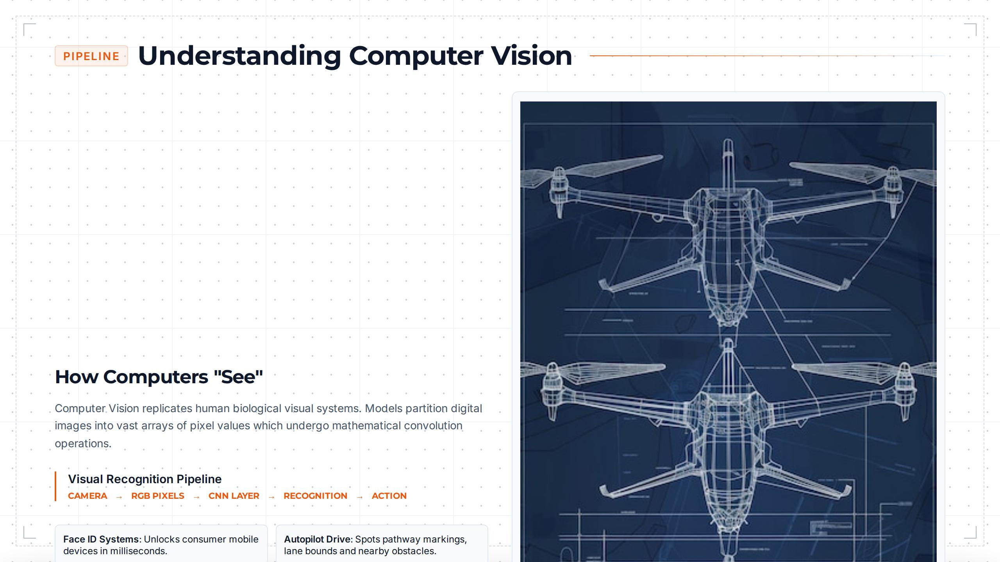 PIPELINE
Understanding Computer Vision
How Computers "See"
Computer Vision replicates human biological visual systems. Models partition digital
images into vast arrays of pixel values which undergo mathematical convolution
operations.
Visual Recognition Pipeline
CAMERA → RGB PIXELS → CNN LAYER → RECOGNITION → ACTION
Face ID Systems: Unlocks consumer mobile
devices in milliseconds.
Autopilot Drive: Spots pathway markings,
lane bounds and nearby obstacles.